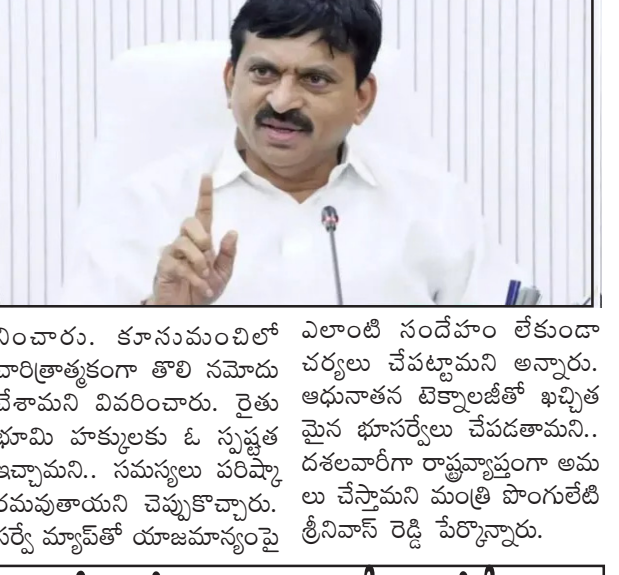 నించారు. కూసుమంచిలో
చారిత్రాత్మకంగా తొలి నమోదు
చేశామని వివరించారు. రైతు
భూమి హక్కులకు ఓ స్పష్టత
ఇచ్చామని.. సమస్యలు పరిష్కా
రమవుతాయని చెప్పుకొచ్చారు.
సర్వే మ్యాప్‌తో యాజమాన్యంపై
ఎలాంటి సందేహం లేకుండా
చర్యలు చేపట్టామని అన్నారు.
ఆధునాతన టెక్నాలజీతో ఖచ్చిత
మైన భూసర్వేలు చేపడతామని..
దశలవారీగా రాష్ట్రవ్యాప్తంగా అమ
లు చేస్తామని మంత్రి పొంగులేటి
శ్రీనివాస్ రెడ్డి పేర్కొన్నారు.